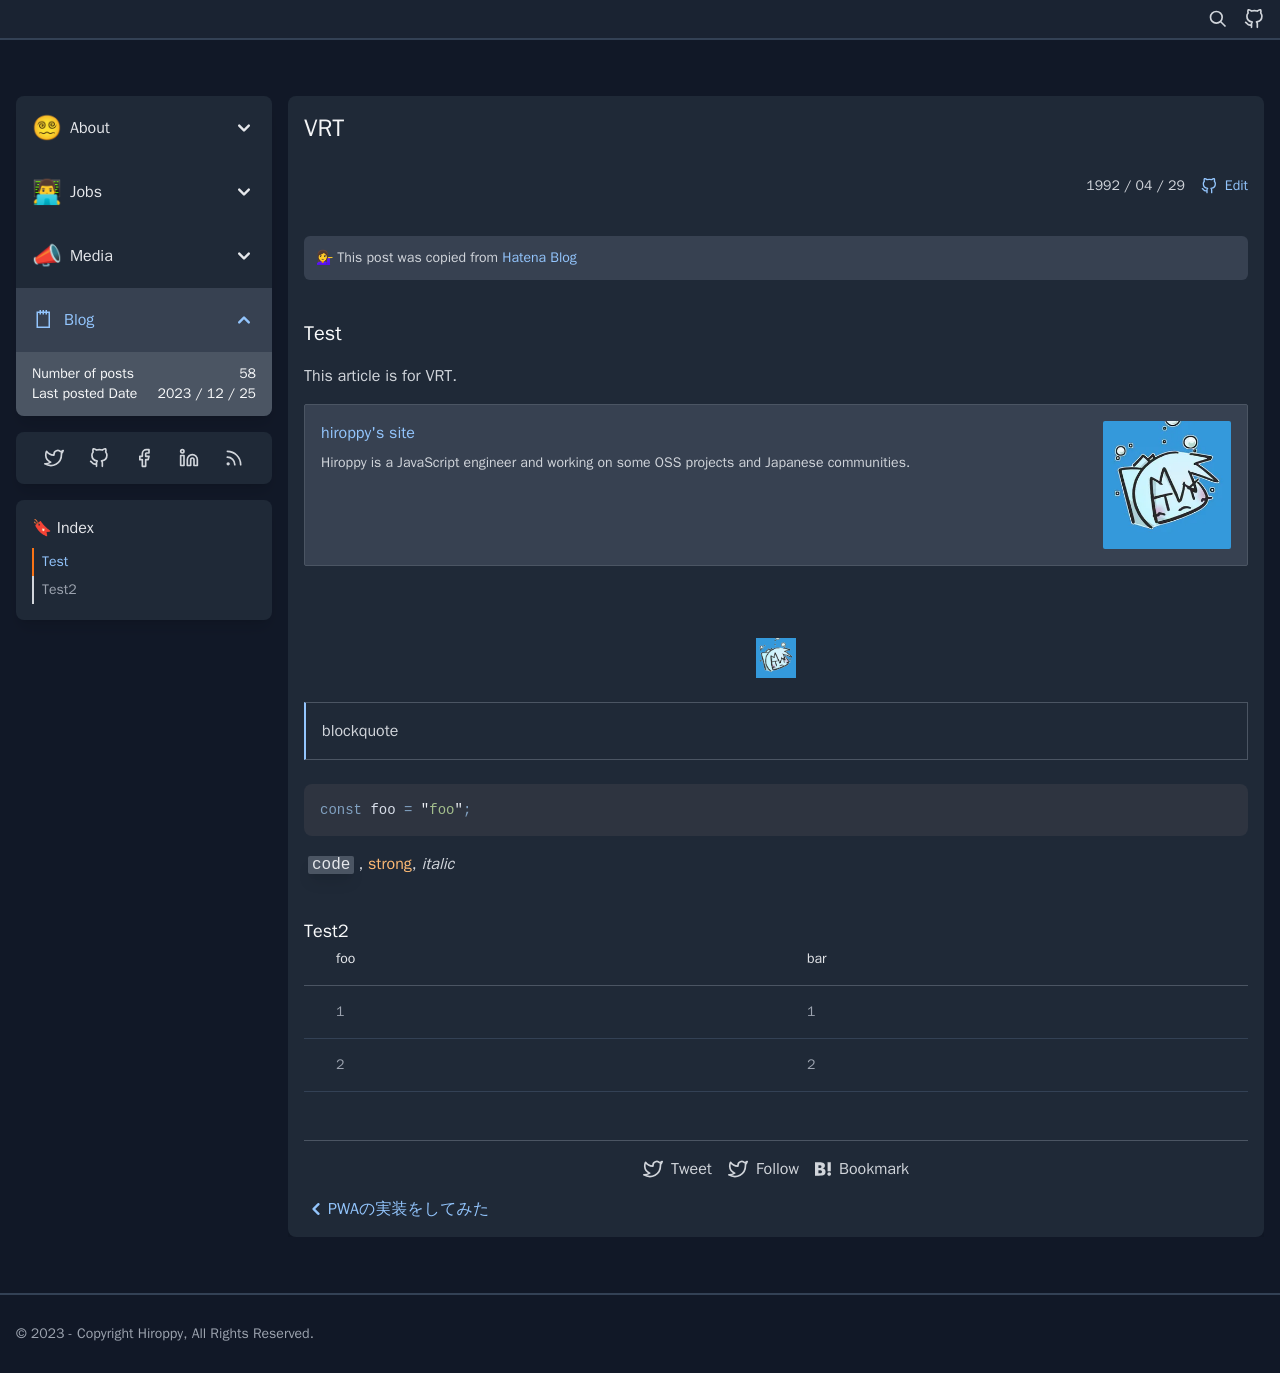 About
Jobs
Media
Blog
Number of posts 58
Last posted Date 2023 / 12 / 25
Index
Test
Test2
VRT
1992 / 04 / 29 Edit
This post was copied from Hatena Blog
Test
This article is for VRT.
hiroppy's site
Hiroppy is a JavaScript engineer and working on some OSS projects and Japanese communities.
blockquote
const foo = "foo";
code , strong, italic
Test2
foo bar
1 1
2 2
Tweet Follow B! Bookmark
PWAの実装をしてみた
© 2023 - Copyright Hiroppy, All Rights Reserved.